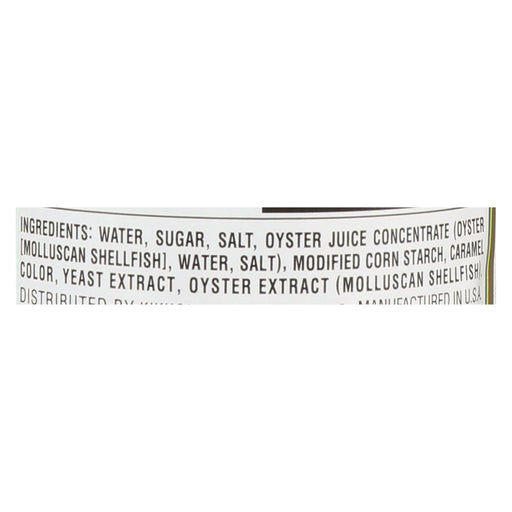 INGREDIENTS: WATER, SUGAR, SALT, OYSTER JUICE CONCENTRATE (OYSTER
[MOLLUSCAN SHELLFISH], WATER, SALT), MODIFIED CORN STARCH, CARAMEL
COLOR, YEAST EXTRACT, OYSTER EXTRACT (MOLLUSCAN SHELLFISH).
DISTRIBUTED BY MANUFACTURED IN U.S.A.